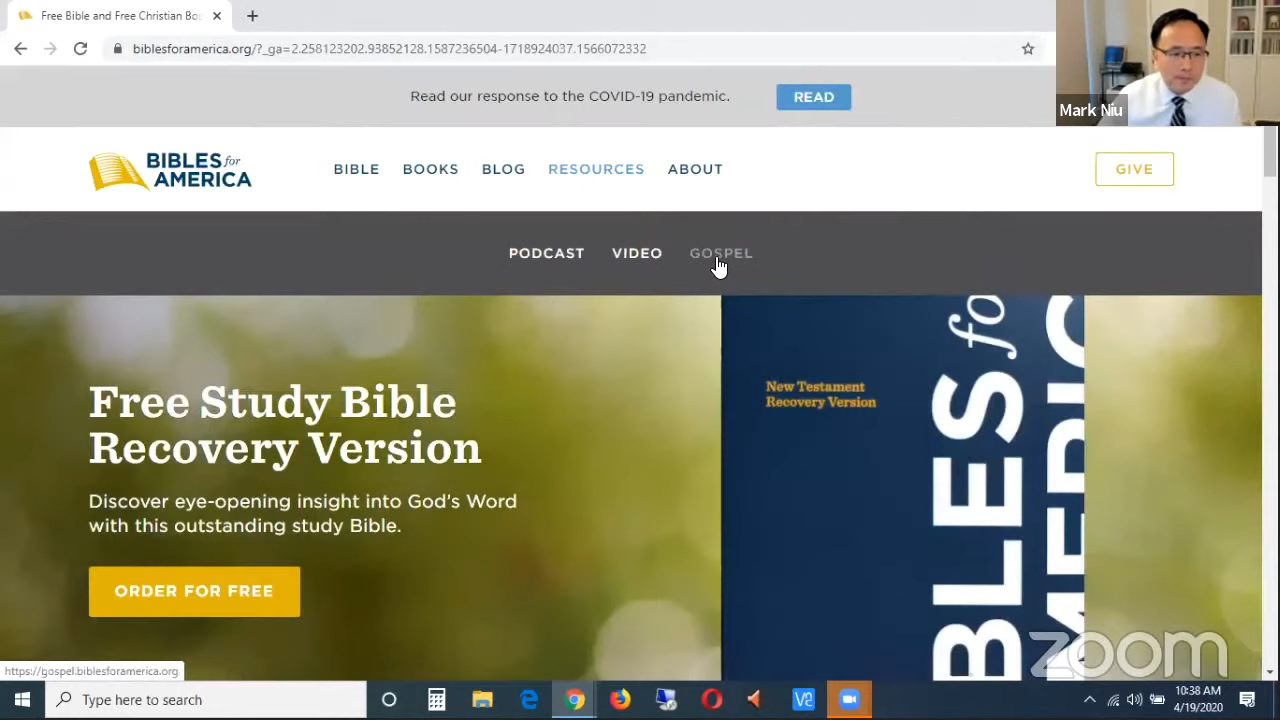 Free Bible and Free Christian Bo
biblesforamerica.org/?_ga=2.258123202.93852128.1587236504-1718924037.1566072332
Read our response to the COVID-19 pandemic.
READ
Mark Niu
BIBLES for
AMERICA
BIBLE BOOKS BLOG RESOURCES ABOUT
GIVE
PODCAST VIDEO GOSPEL
Free Study Bible
Recovery Version
Discover eye-opening insight into God's Word
with this outstanding study Bible.
ORDER FOR FREE
New Testament
Recovery Version
BLES fo
MERIC
zoom
https://gospel.biblesforamerica.org
Type here to search
10:38 AM
4/19/2020